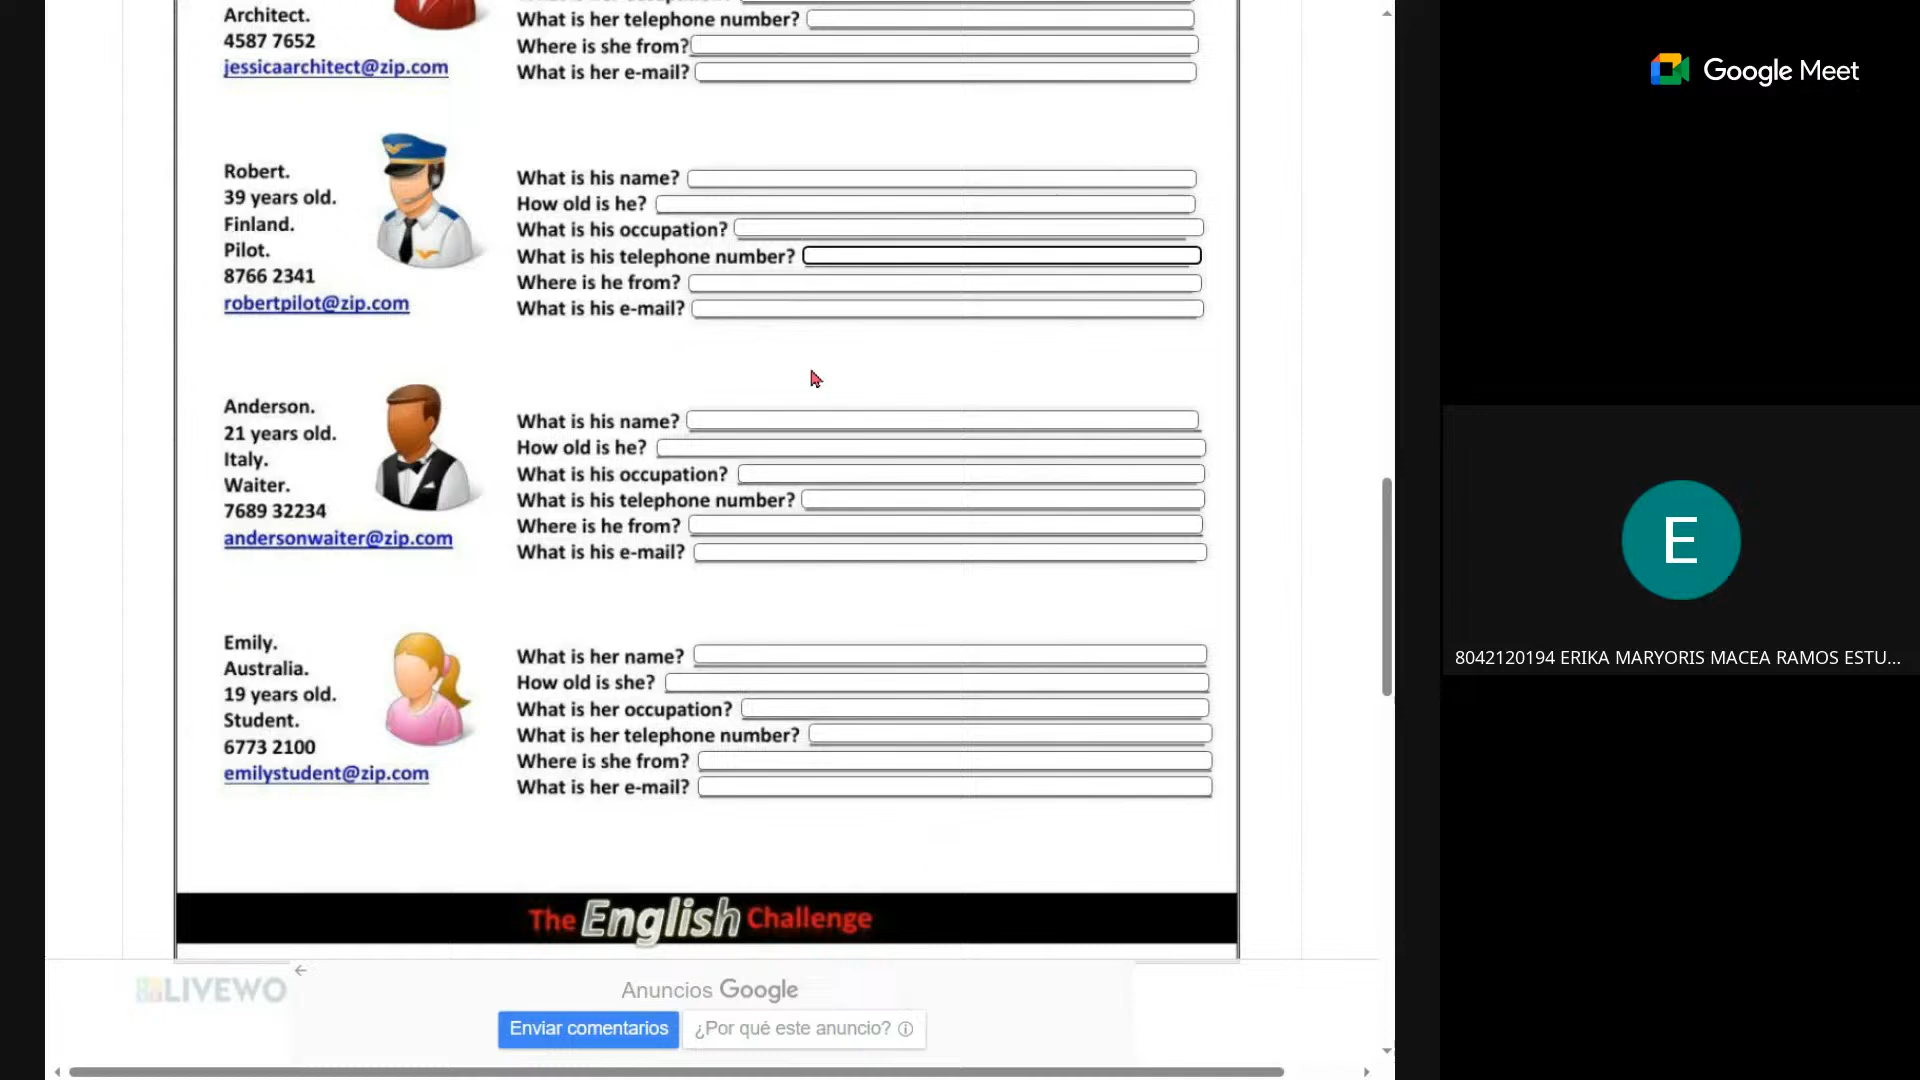 Architect.
4587 7652
jessicaarchitect@zip.com
What is her telephone number?
Where is she from?
What is her e-mail?
Robert.
39 years old.
Finland.
Pilot.
8766 2341
robertpilot@zip.com
What is his name?
How old is he?
What is his occupation?
What is his telephone number?
Where is he from?
What is his e-mail?
Anderson.
21 years old.
Italy.
Waiter.
7689 32234
andersonwaiter@zip.com
What is his name?
How old is he?
What is his occupation?
What is his telephone number?
Where is he from?
What is his e-mail?
Emily.
Australia.
19 years old.
Student.
6773 2100
emilystudent@zip.com
What is her name?
How old is she?
What is her occupation?
What is her telephone number?
Where is she from?
What is her e-mail?
The English Challenge
LIVEWO
Anuncios Google
Enviar comentarios
¿Por qué este anuncio?
Google Meet
E
8042120194 ERIKA MARYORIS MACEA RAMOS ESTU...